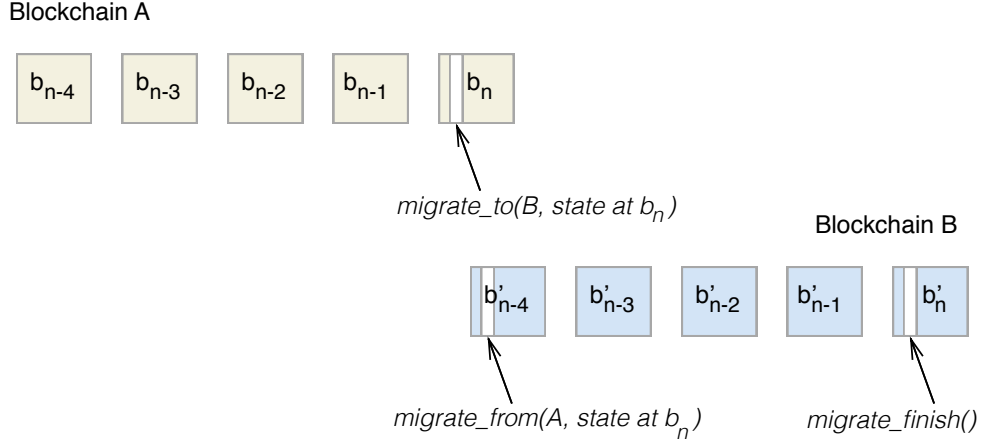 Blockchain A
b_{n-4} b_{n-3} b_{n-2} b_{n-1} b_n
migrate_to(B, state at b_n)
Blockchain B
b'_{n-4} b'_{n-3} b'_{n-2} b'_{n-1} b'_n
migrate_from(A, state at b_n) migrate_finish()